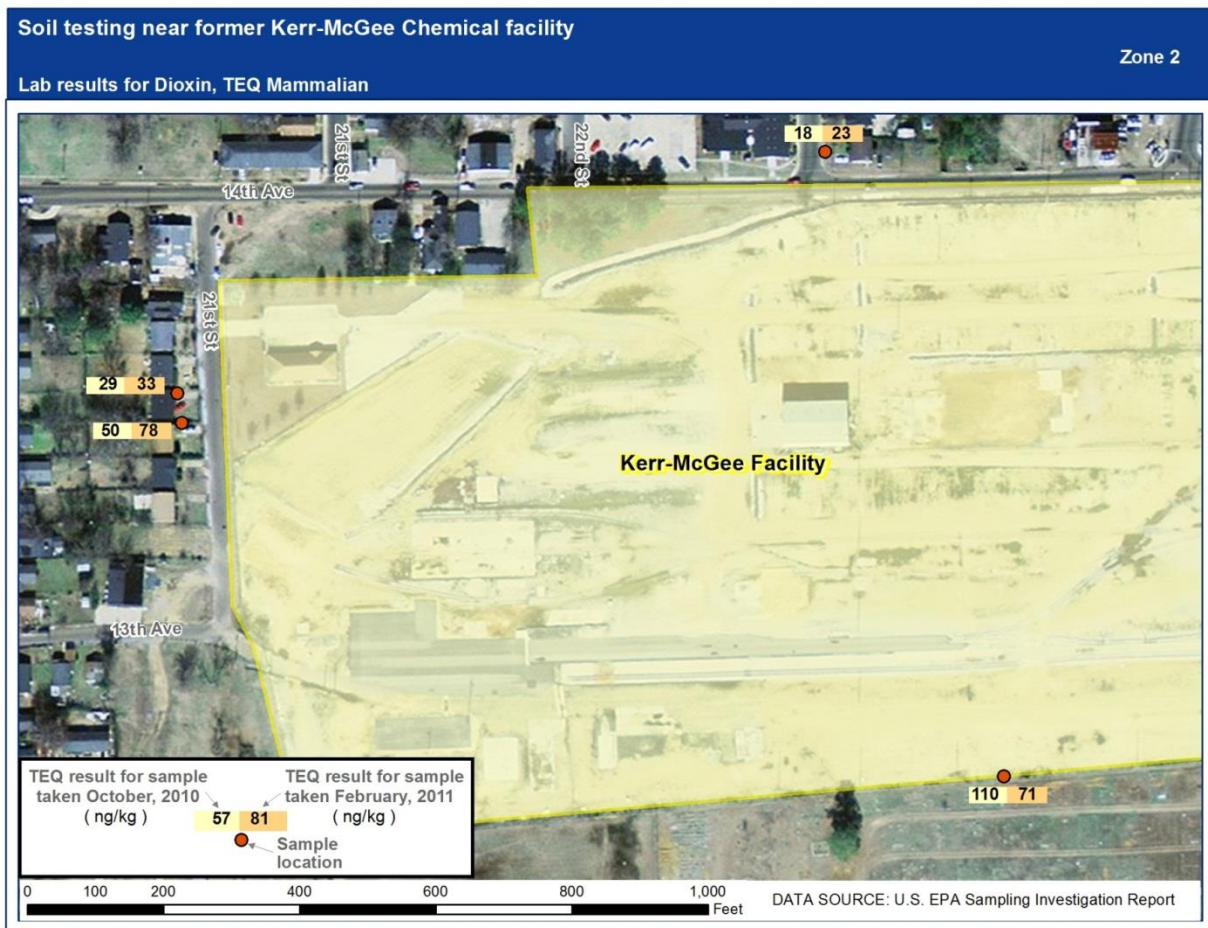 Soil testing near former Kerr-McGee Chemical facility
Zone 2
Lab results for Dioxin, TEQ Mammalian
21st St
22nd St
18 23
14th Ave
21st St
29 33
50 78
Kerr-McGee Facility
13th Ave
110 71
TEQ result for sample
taken October, 2010
( ng/kg )
TEQ result for sample
taken February, 2011
( ng/kg )
57 81
Sample
location
0 100 200 400 600 800 1,000
Feet
DATA SOURCE: U.S. EPA Sampling Investigation Report